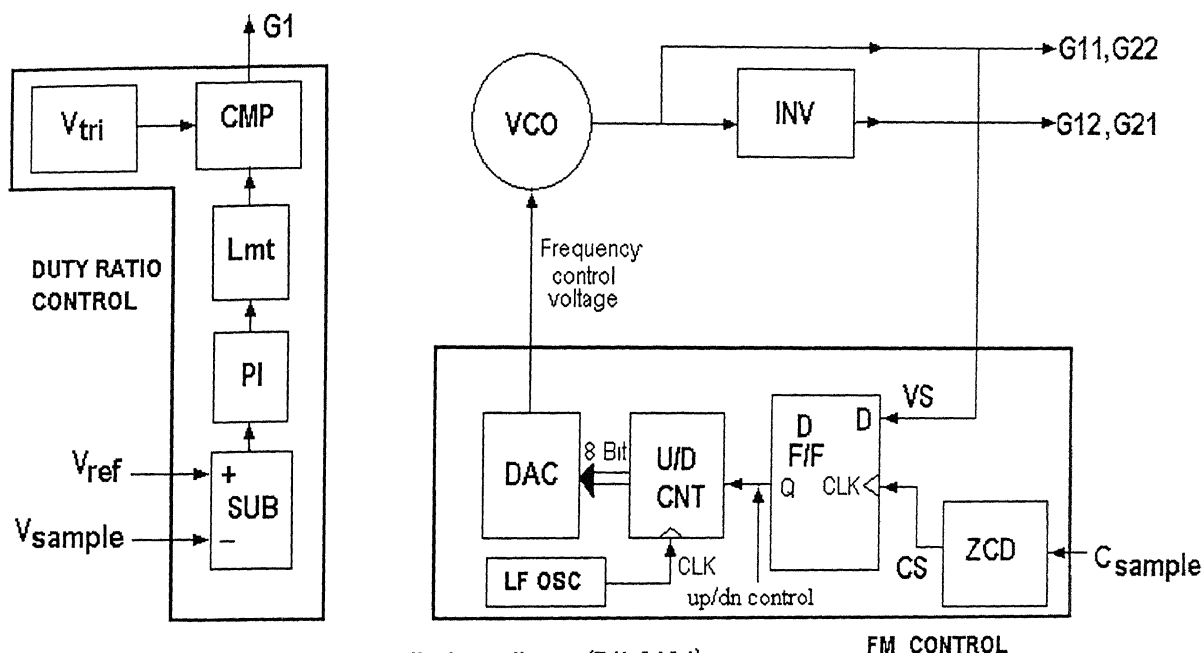 G1
Vtri
CMP
Lmt
DUTY RATIO
CONTROL
PI
Vref
+
SUB
Vsample
−
VCO
INV
G11,G22
G12,G21
Frequency
control
voltage
VS
DAC
8 Bit
U/D
CNT
D
F/F
D
Q
CLK
LF OSC
CLK
up/dn control
CS
ZCD
Csample
FM CONTROL